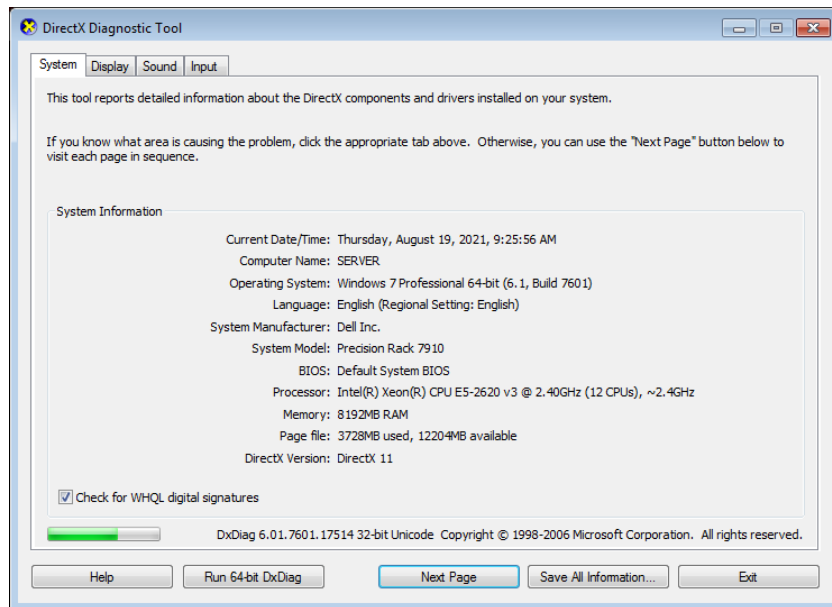 DirectX Diagnostic Tool
System Display Sound Input
This tool reports detailed information about the DirectX components and drivers installed on your system.
If you know what area is causing the problem, click the appropriate tab above.  Otherwise, you can use the "Next Page" button below to
visit each page in sequence.
System Information
Current Date/Time: Thursday, August 19, 2021, 9:25:56 AM
Computer Name: SERVER
Operating System: Windows 7 Professional 64-bit (6.1, Build 7601)
Language: English (Regional Setting: English)
System Manufacturer: Dell Inc.
System Model: Precision Rack 7910
BIOS: Default System BIOS
Processor: Intel(R) Xeon(R) CPU E5-2620 v3 @ 2.40GHz (12 CPUs), ~2.4GHz
Memory: 8192MB RAM
Page file: 3728MB used, 12204MB available
DirectX Version: DirectX 11
Check for WHQL digital signatures
DxDiag 6.01.7601.17514 32-bit Unicode  Copyright © 1998-2006 Microsoft Corporation.  All rights reserved.
Help Run 64-bit DxDiag Next Page Save All Information... Exit